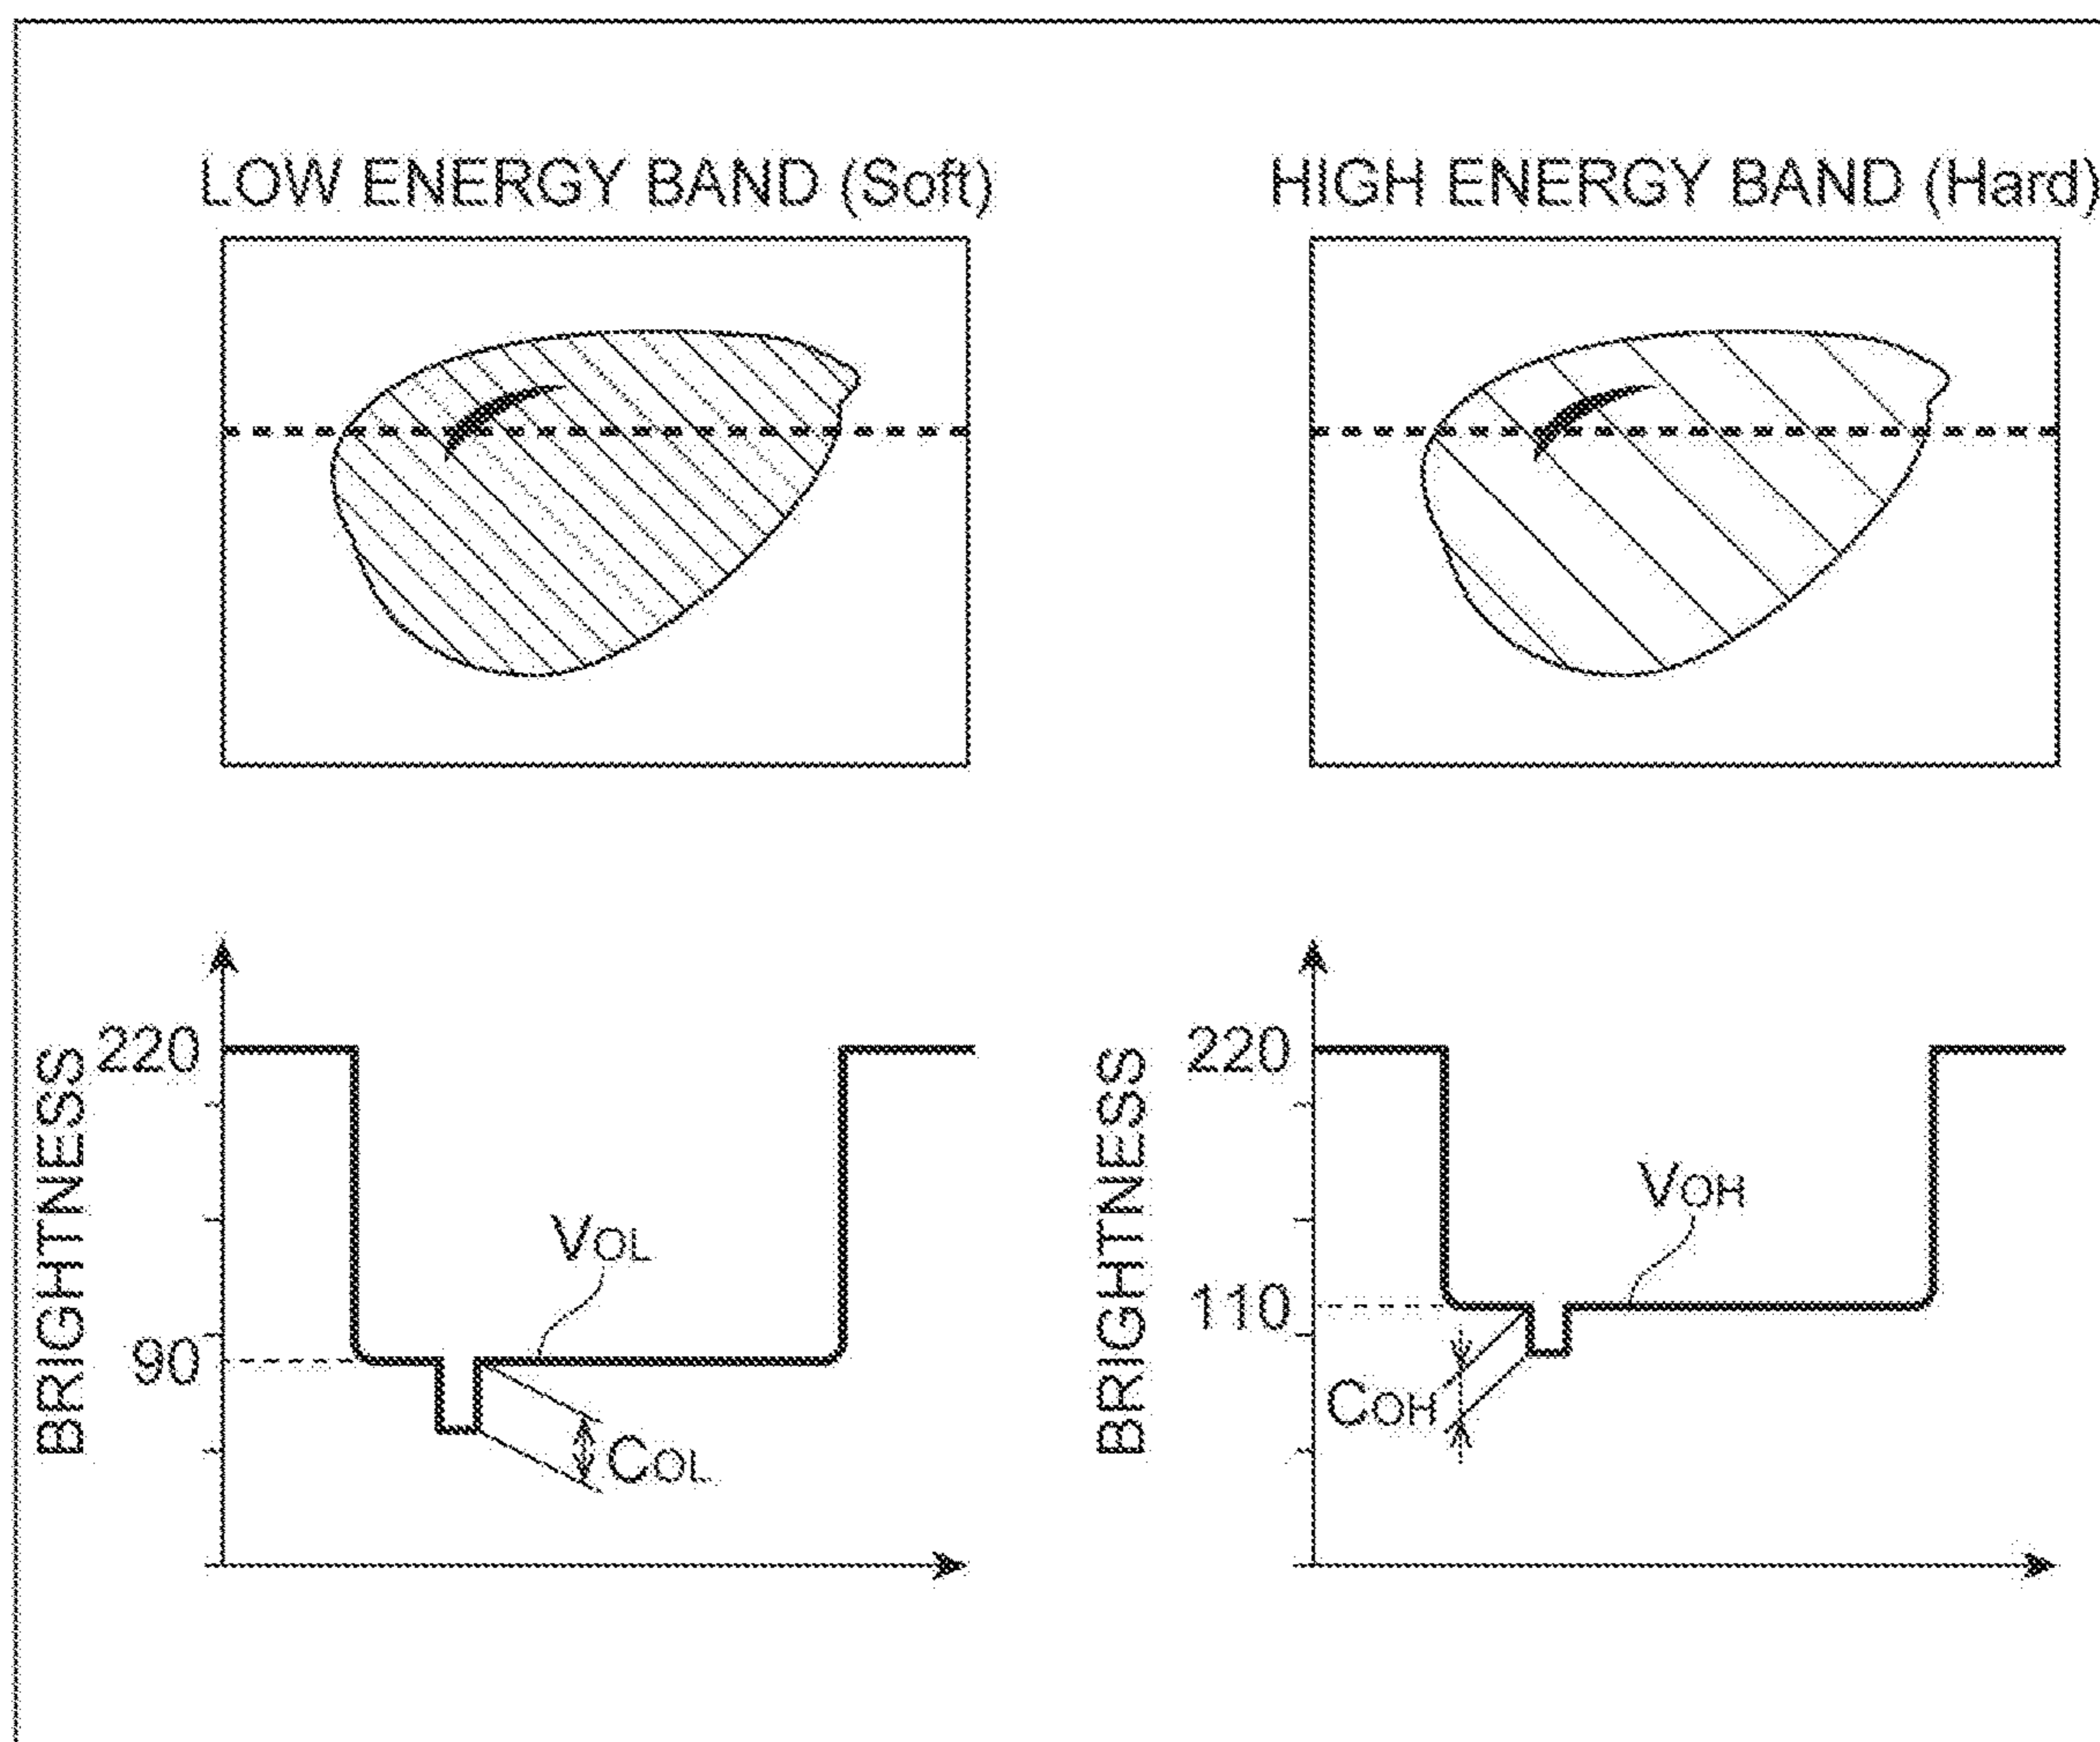 LOW ENERGY BAND (Soft)
HIGH ENERGY BAND (Hard)
BRIGHTNESS
220
90
VOL
COL
BRIGHTNESS
220
110
VOH
COH